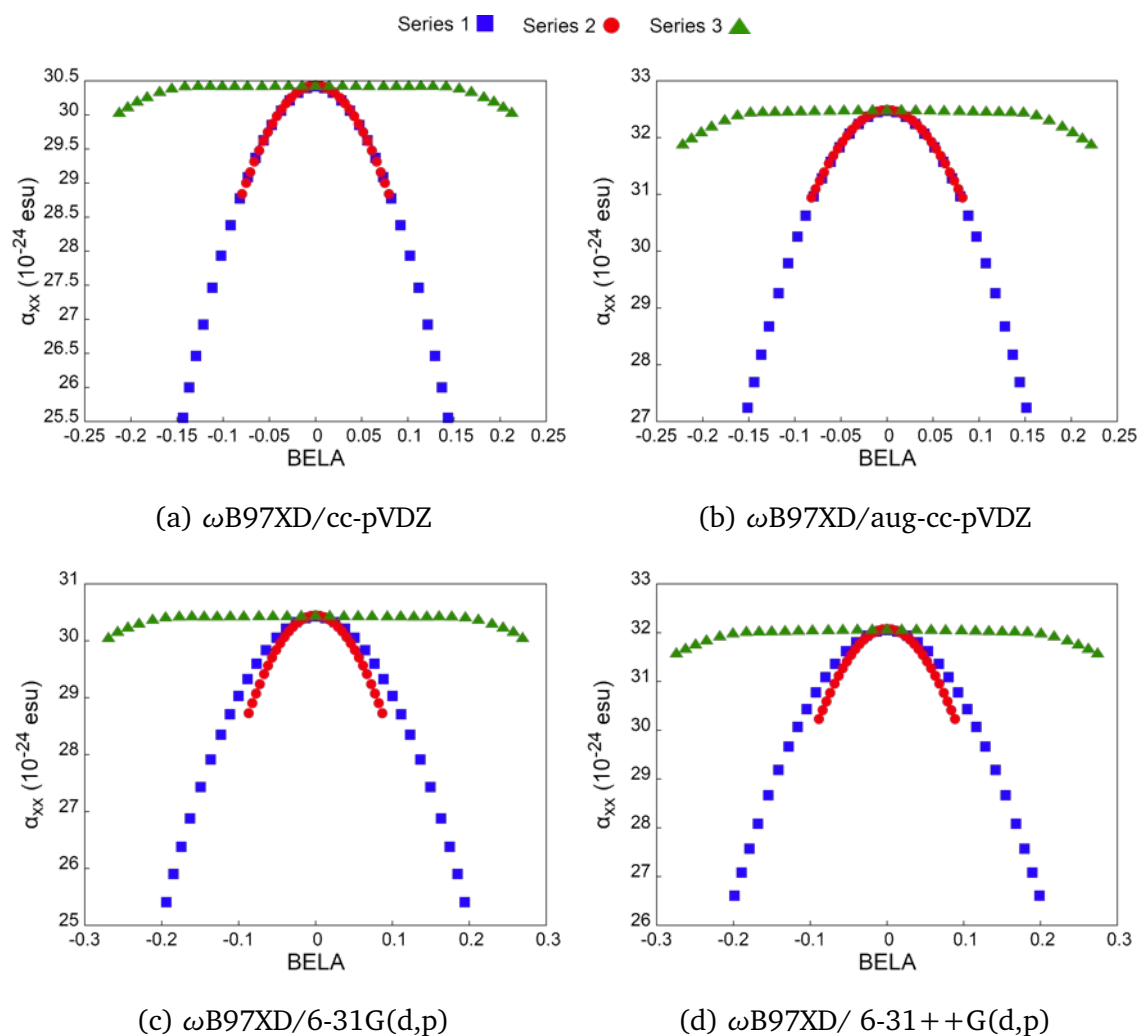 Series 1 Series 2 Series 3
30.5
30
29.5
29
28.5
28
27.5
27
26.5
26
25.5
α_xx (10^-24 esu)
-0.25 -0.2 -0.15 -0.1 -0.05 0 0.05 0.1 0.15 0.2 0.25
BELA
(a) ωB97XD/cc-pVDZ
33
32
31
30
29
28
27
α_xx (10^-24 esu)
-0.25 -0.2 -0.15 -0.1 -0.05 0 0.05 0.1 0.15 0.2 0.25
BELA
(b) ωB97XD/aug-cc-pVDZ
31
30
29
28
27
26
25
α_xx (10^-24 esu)
-0.3 -0.2 -0.1 0 0.1 0.2 0.3
BELA
(c) ωB97XD/6-31G(d,p)
33
32
31
30
29
28
27
26
α_xx (10^-24 esu)
-0.3 -0.2 -0.1 0 0.1 0.2 0.3
BELA
(d) ωB97XD/ 6-31++G(d,p)